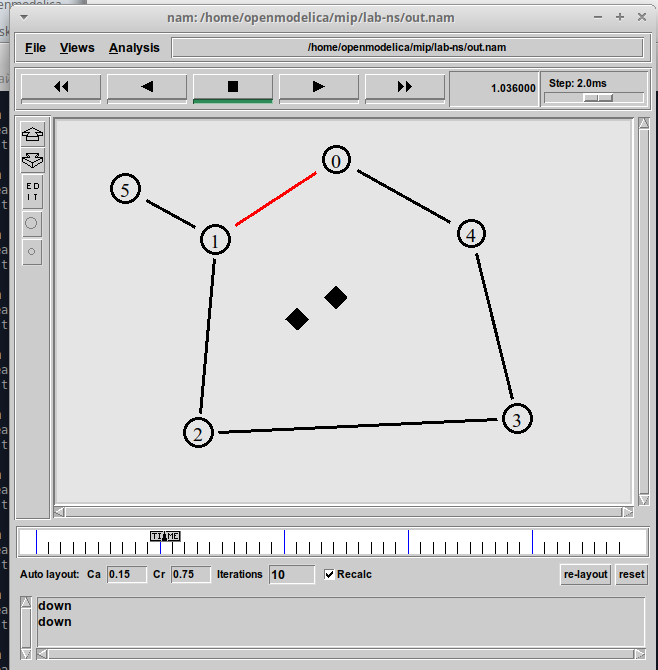 nam: /home/openmodelica/mip/lab-ns/out.nam
File Views Analysis /home/openmodelica/mip/lab-ns/out.nam
1.036000 Step: 2.0ms
ED
IT
0
5
1
4
2
3
TIME
Auto layout: Ca 0.15 Cr 0.75 Iterations 10 Recalc re-layout reset
down
down